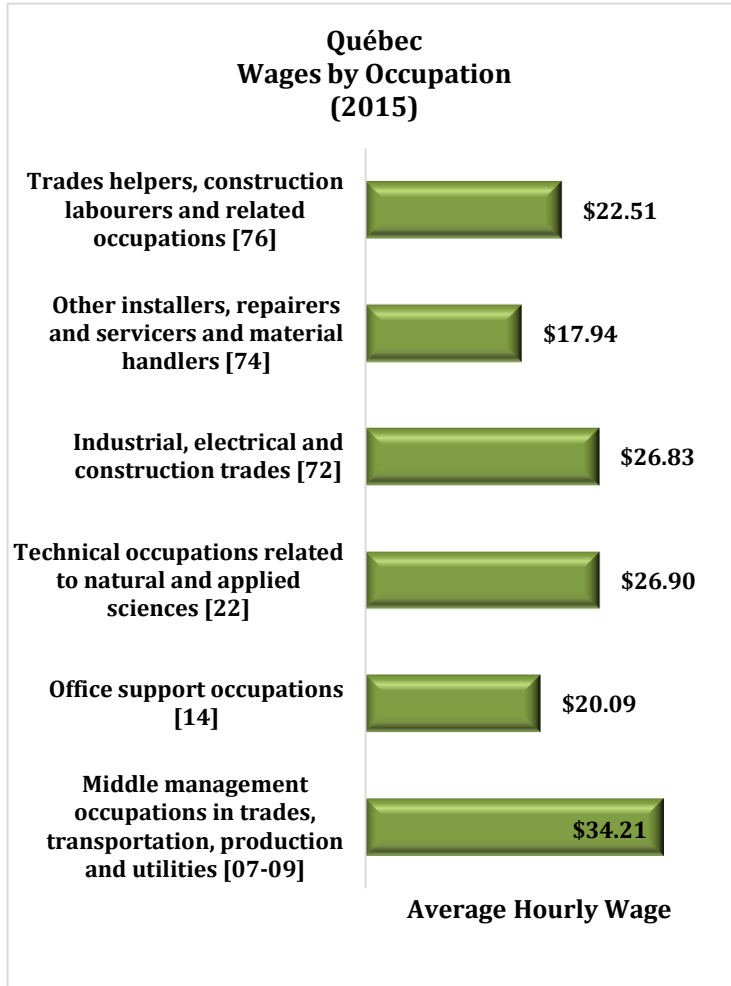 Québec
Wages by Occupation
(2015)
Trades helpers, construction
labourers and related
occupations [76]
$22.51
Other installers, repairers
and servicers and material
handlers [74]
$17.94
Industrial, electrical and
construction trades [72]
$26.83
Technical occupations related
to natural and applied
sciences [22]
$26.90
Office support occupations
[14]
$20.09
Middle management
occupations in trades,
transportation, production
and utilities [07-09]
$34.21
Average Hourly Wage